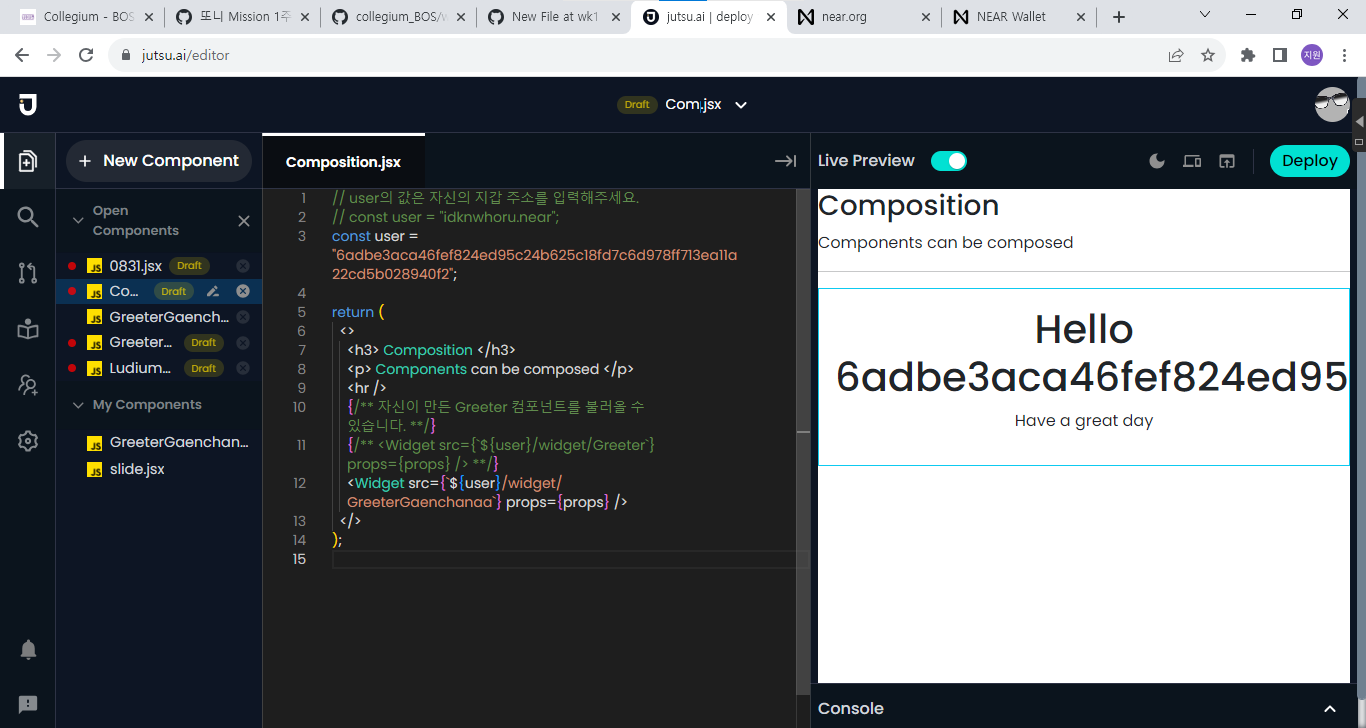 Collegium - BOS
또니 Mission 1주
collegium_BOS/w
New File at wk1
jutsu.ai | deploy
near.org
NEAR Wallet
jutsu.ai/editor
지원
Draft Com.jsx
New Component
Composition.jsx
Live Preview
Deploy
Open
Components
0831.jsx Draft
Co... Draft
GreeterGaench...
Greeter... Draft
Ludium... Draft
My Components
GreeterGaenchan...
slide.jsx
1 // user의 값은 자신의 지갑 주소를 입력해주세요.
2 // const user = "idknwhoru.near";
3 const user =
"6adbe3aca46fef824ed95c24b625c18fd7c6d978ff713ea11a
22cd5b028940f2";
4
5 return (
6 <>
7 <h3> Composition </h3>
8 <p> Components can be composed </p>
9 <hr />
10 {/** 자신이 만든 Greeter 컴포넌트를 불러올 수
있습니다. **/}
11 {/** <Widget src={`${user}/widget/Greeter`}
props={props} /> **/}
12 <Widget src={`${user}/widget/
GreeterGaenchanaa`} props={props} />
13 </>
14 );
15
Composition
Components can be composed
Hello
6adbe3aca46fef824ed95
Have a great day
Console